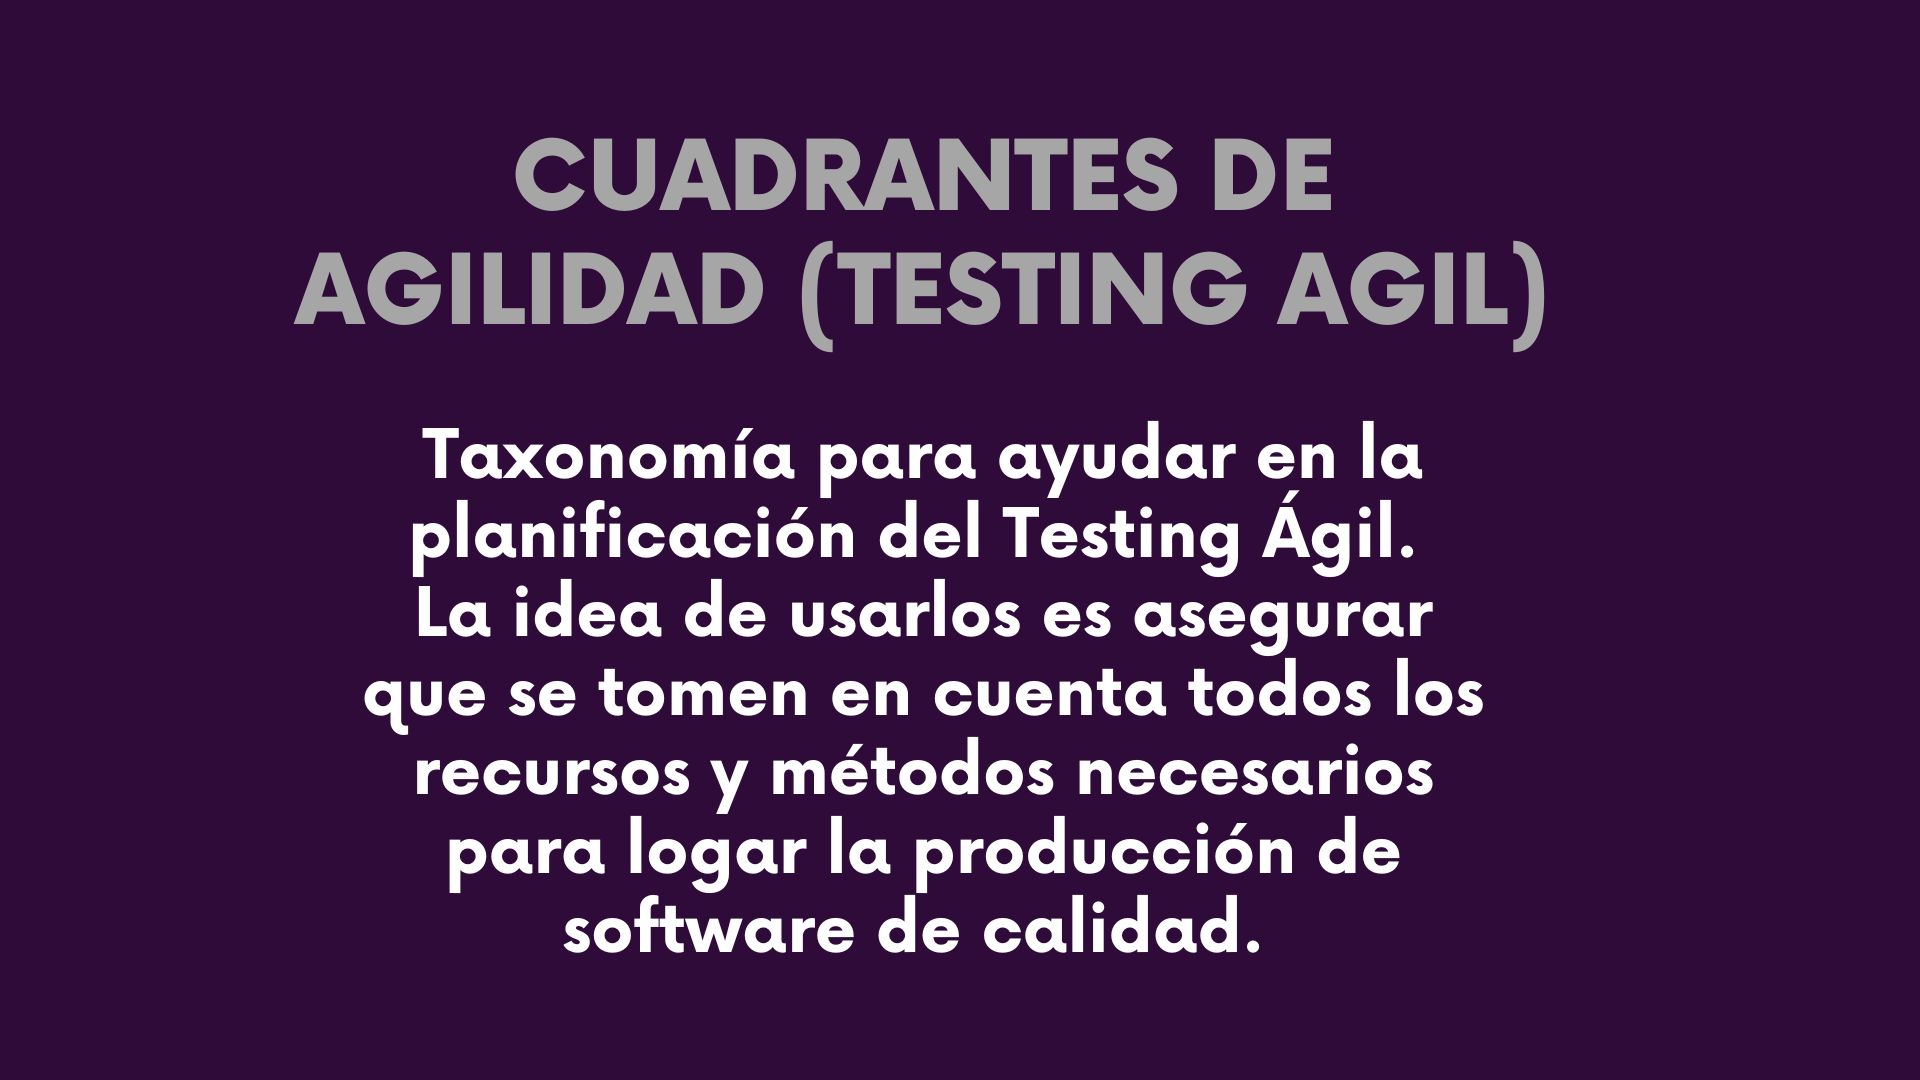 CUADRANTES DE
AGILIDAD (TESTING AGIL)
Taxonomía para ayudar en la
planificación del Testing Ágil.
La idea de usarlos es asegurar
que se tomen en cuenta todos los
recursos y métodos necesarios
para logar la producción de
software de calidad.